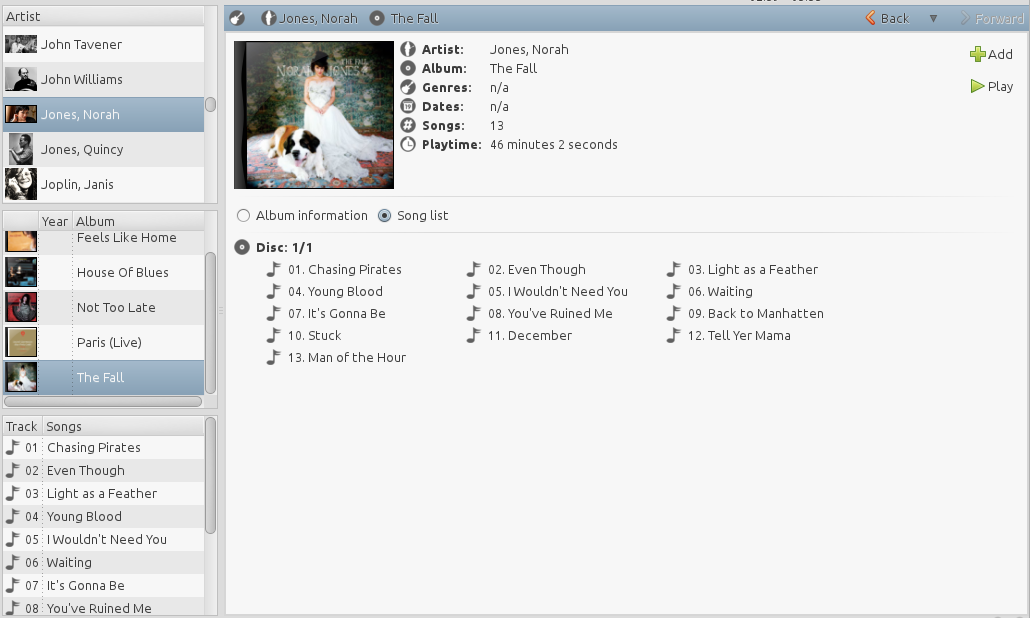 Artist
John Tavener
John Williams
Jones, Norah
Jones, Quincy
Joplin, Janis
Year Album
Feels Like Home
House Of Blues
Not Too Late
Paris (Live)
The Fall
Track Songs
01 Chasing Pirates
02 Even Though
03 Light as a Feather
04 Young Blood
05 I Wouldn't Need You
06 Waiting
07 It's Gonna Be
08 You've Ruined Me
Jones, Norah The Fall Back Forward
THE FALL
NORAH JONES
Artist: Jones, Norah
Album: The Fall
Genres: n/a
Dates: n/a
Songs: 13
Playtime: 46 minutes 2 seconds
Add
Play
Album information Song list
Disc: 1/1
01. Chasing Pirates 02. Even Though 03. Light as a Feather
04. Young Blood 05. I Wouldn't Need You 06. Waiting
07. It's Gonna Be 08. You've Ruined Me 09. Back to Manhatten
10. Stuck 11. December 12. Tell Yer Mama
13. Man of the Hour